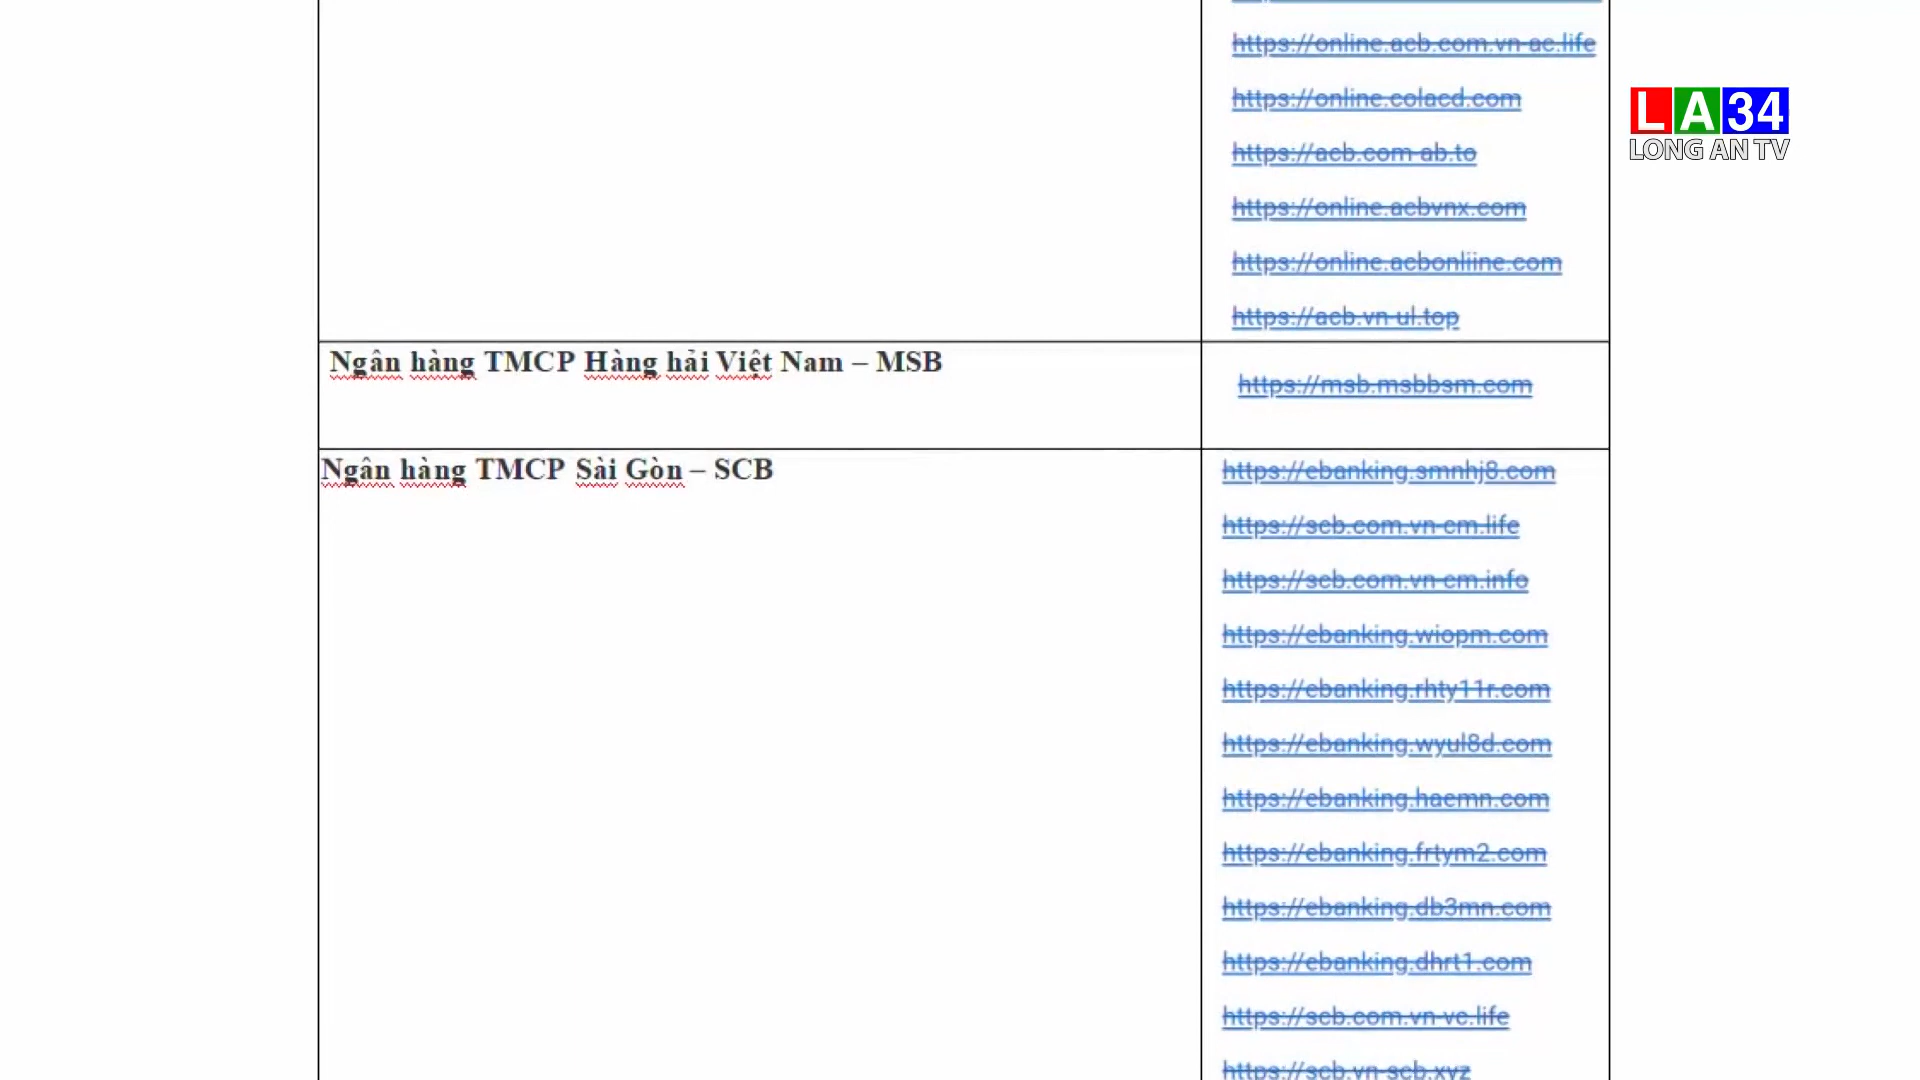 https://online.acb.com.vn-ac.life
https://online.colacd.com
https://acb.com-ab.to
https://online.acbvnx.com
https://online.acbonliine.com
https://acb.vn-ul.top
LA34
LONG AN TV
Ngân hàng TMCP Hàng hải Việt Nam – MSB
https://msb.msbbsm.com
Ngân hàng TMCP Sài Gòn – SCB
https://ebanking.smnhj8.com
https://scb.com.vn-cm.life
https://scb.com.vn-cm.info
https://ebanking.wiopm.com
https://ebanking.rhty11r.com
https://ebanking.wyul8d.com
https://ebanking.haemn.com
https://ebanking.frtym2.com
https://ebanking.db3mn.com
https://ebanking.dhrt1.com
https://scb.com.vn-vc.life
https://scb.vn-scb.xyz